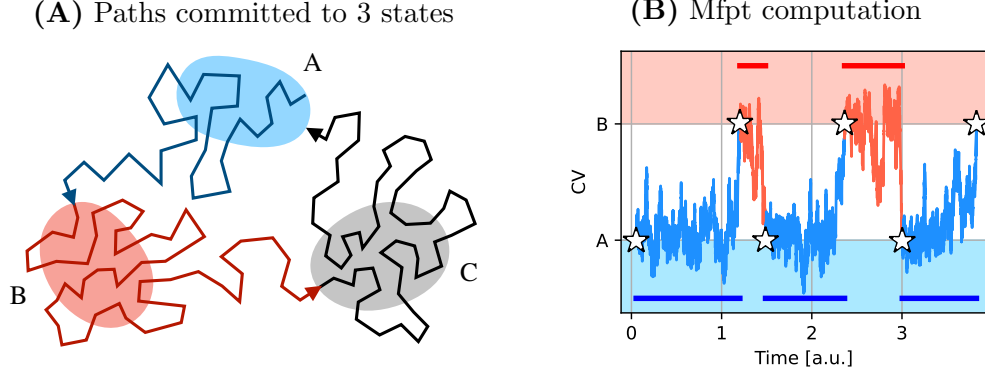 (A) Paths committed to 3 states
A
B
C
(B) Mfpt computation
B
A
CV
0 1 2 3
Time [a.u.]